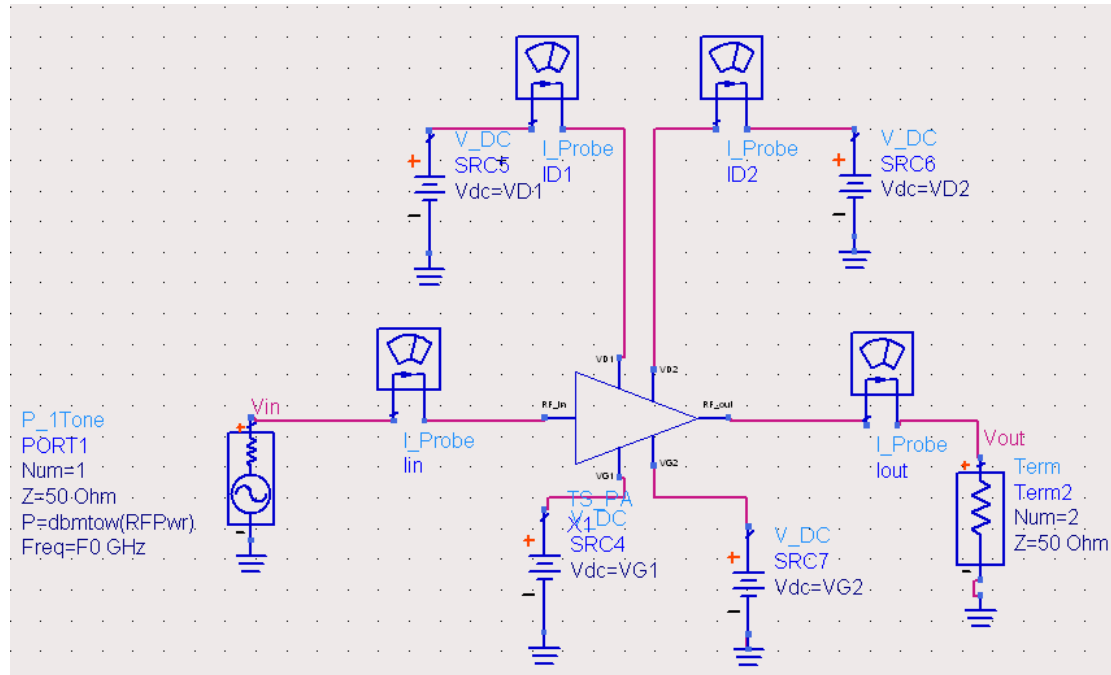 V_DC
SRC5
Vdc=VD1
I_Probe
ID1
I_Probe
ID2
V_DC
SRC6
Vdc=VD2
VD1
VD2
P_1Tone
PORT1
Num=1
Z=50 Ohm
P=dbmtow(RFPwr)
Freq=F0 GHz
Vin
I_Probe
Iin
RF_in
RF_out
I_Probe
Iout
Vout
Term
Term2
Num=2
Z=50 Ohm
VG1
VG2
TS_PA
X1
V_DC
SRC4
Vdc=VG1
V_DC
SRC7
Vdc=VG2